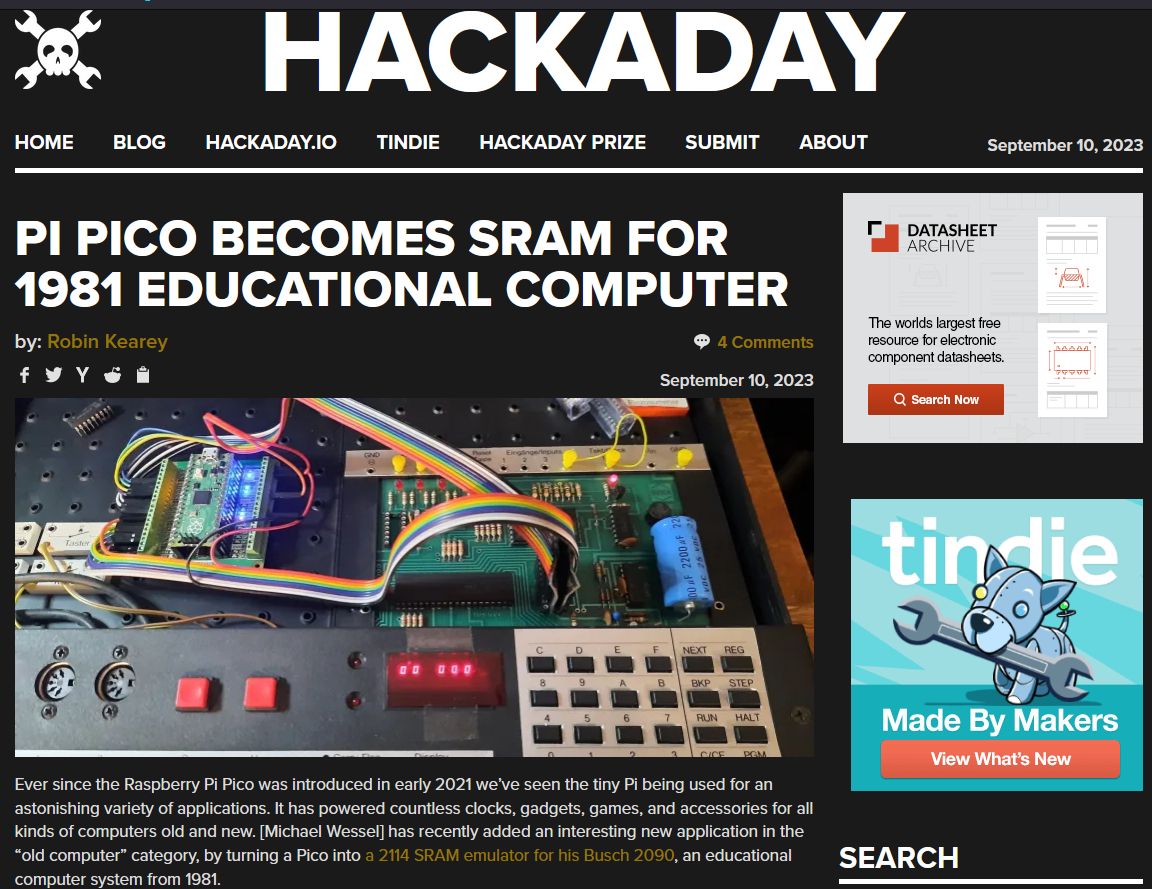 HACKADAY
HOME BLOG HACKADAY.IO TINDIE HACKADAY PRIZE SUBMIT ABOUT
September 10, 2023
PI PICO BECOMES SRAM FOR
1981 EDUCATIONAL COMPUTER
by: Robin Kearey
4 Comments
September 10, 2023
GND
Eingänge/Inputs
1 2 3
Taster
2200 µF
C D E F NEXT REG
8 9 A B BKP STEP
4 5 6 7 RUN HALT
0 1 2 3 C/CE PGM
Display
Ever since the Raspberry Pi Pico was introduced in early 2021 we’ve seen the tiny Pi being used for an
astonishing variety of applications. It has powered countless clocks, gadgets, games, and accessories for all
kinds of computers old and new. [Michael Wessel] has recently added an interesting new application in the
“old computer” category, by turning a Pico into a 2114 SRAM emulator for his Busch 2090, an educational
computer system from 1981.
DATASHEET
ARCHIVE
The worlds largest free
resource for electronic
component datasheets.
Search Now
tindie
Made By Makers
View What’s New
SEARCH